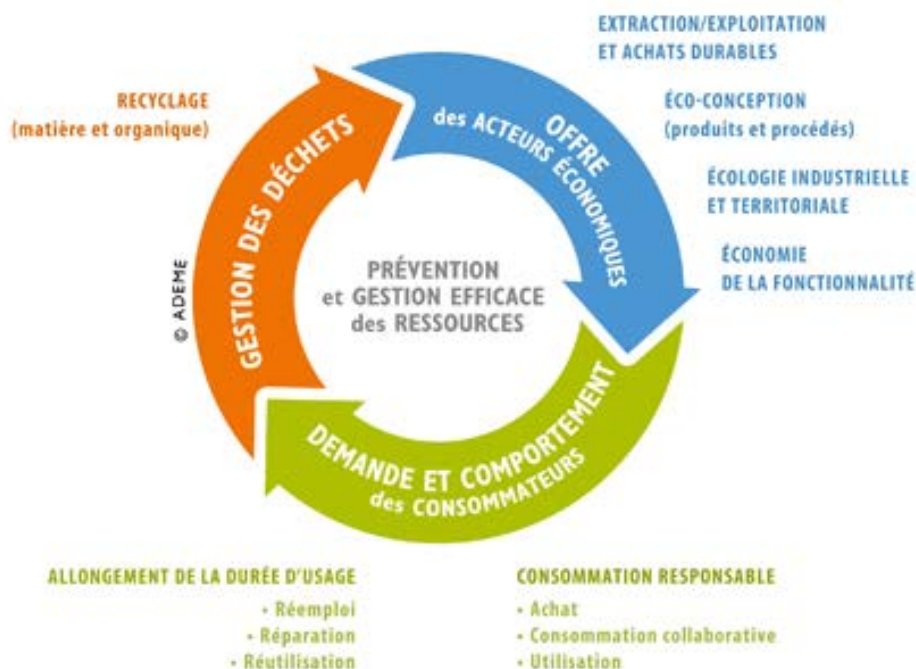 EXTRACTION/EXPLOITATION
ET ACHATS DURABLES
RECYCLAGE
(matière et organique)
ÉCO-CONCEPTION
(produits et procédés)
ÉCOLOGIE INDUSTRIELLE
ET TERRITORIALE
ÉCONOMIE
DE LA FONCTIONNALITÉ
OFFRE
des ACTEURS ÉCONOMIQUES
GESTION DES DÉCHETS
PRÉVENTION
et GESTION EFFICACE
des RESSOURCES
© ADEME
DEMANDE ET COMPORTEMENT
des CONSOMMATEURS
ALLONGEMENT DE LA DURÉE D'USAGE
• Réemploi
• Réparation
• Réutilisation
CONSOMMATION RESPONSABLE
• Achat
• Consommation collaborative
• Utilisation